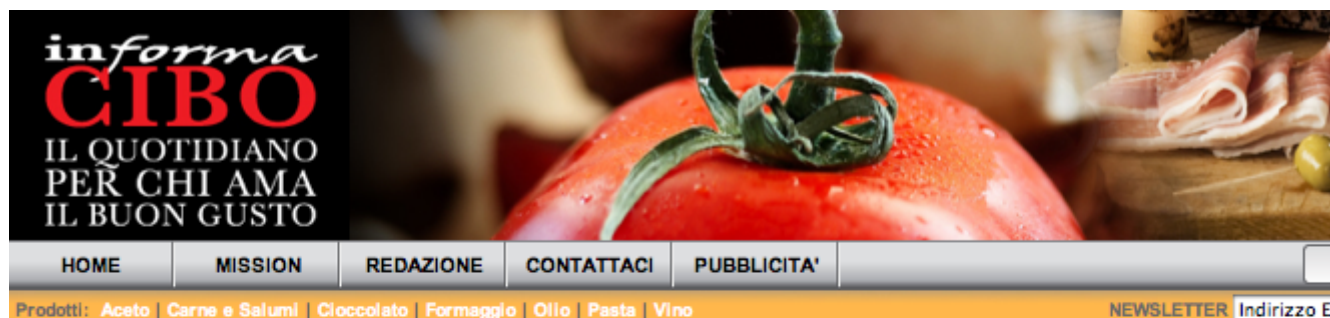 informa
CIBO
IL QUOTIDIANO
PER CHI AMA
IL BUON GUSTO
HOME MISSION REDAZIONE CONTATTACI PUBBLICITA'
Prodotti: Aceto | Carne e Salumi | Cioccolato | Formaggio | Olio | Pasta | Vino NEWSLETTER Indirizzo E